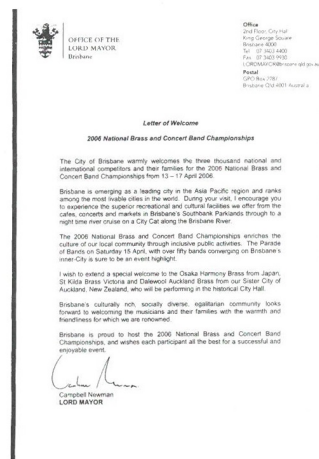 OFFICE OF THE
LORD MAYOR
Brisbane
Office
2nd Floor, City Hall
King George Square
Brisbane 4000
Tel 07 3403 4400
Fax 07 3403 9930
Postal
GPO Box 2287
Brisbane Qld 4001 Australia
Letter of Welcome
2006 National Brass and Concert Band Championships
The City of Brisbane warmly welcomes the three thousand national and
international competitors and their families for the 2006 National Brass and
Concert Band Championships from 13 – 17 April 2006.
Brisbane is emerging as a leading city in the Asia Pacific region and ranks
among the most livable cities in the world. During your visit, I encourage you
to experience the superior recreational and cultural facilities we offer from the
cafes, concerts and markets in Brisbane's Southbank Parklands through to a
night time river cruise on a City Cat along the Brisbane River.
The 2006 National Brass and Concert Band Championships enriches the
culture of our local community through inclusive public activities. The Parade
of Bands on Saturday 15 April, with over fifty bands converging on Brisbane's
inner-City is sure to be an event highlight.
I wish to extend a special welcome to the Osaka Harmony Brass from Japan,
St Kilda Brass Victoria and Dalewool Auckland Brass from our Sister City of
Auckland, New Zealand, who will be performing in the historical City Hall.
Brisbane's culturally rich, socially diverse, egalitarian community looks
forward to welcoming the musicians and their families with the warmth and
friendliness for which we are renowned.
Brisbane is proud to host the 2006 National Brass and Concert Band
Championships, and wishes each participant all the best for a successful and
enjoyable event.
Campbell Newman
LORD MAYOR